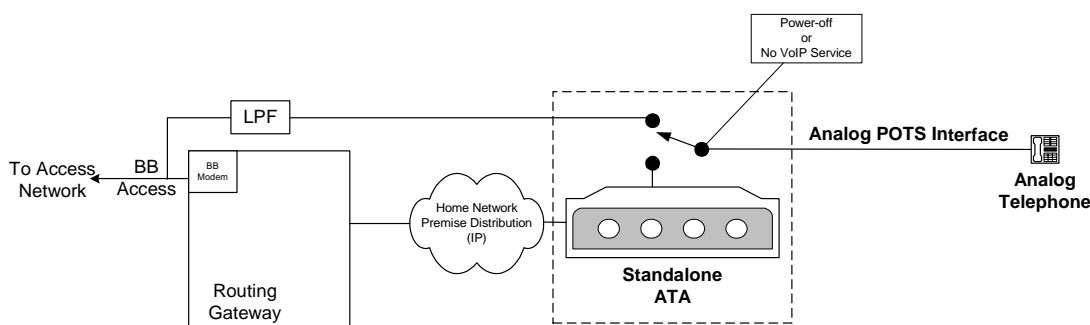 Power-off
or
No VoIP Service
LPF
Analog POTS Interface
To Access
Network
BB
Access
BB
Modem
Analog
Telephone
Home Network
Premise Distribution
(IP)
Standalone
ATA
Routing
Gateway